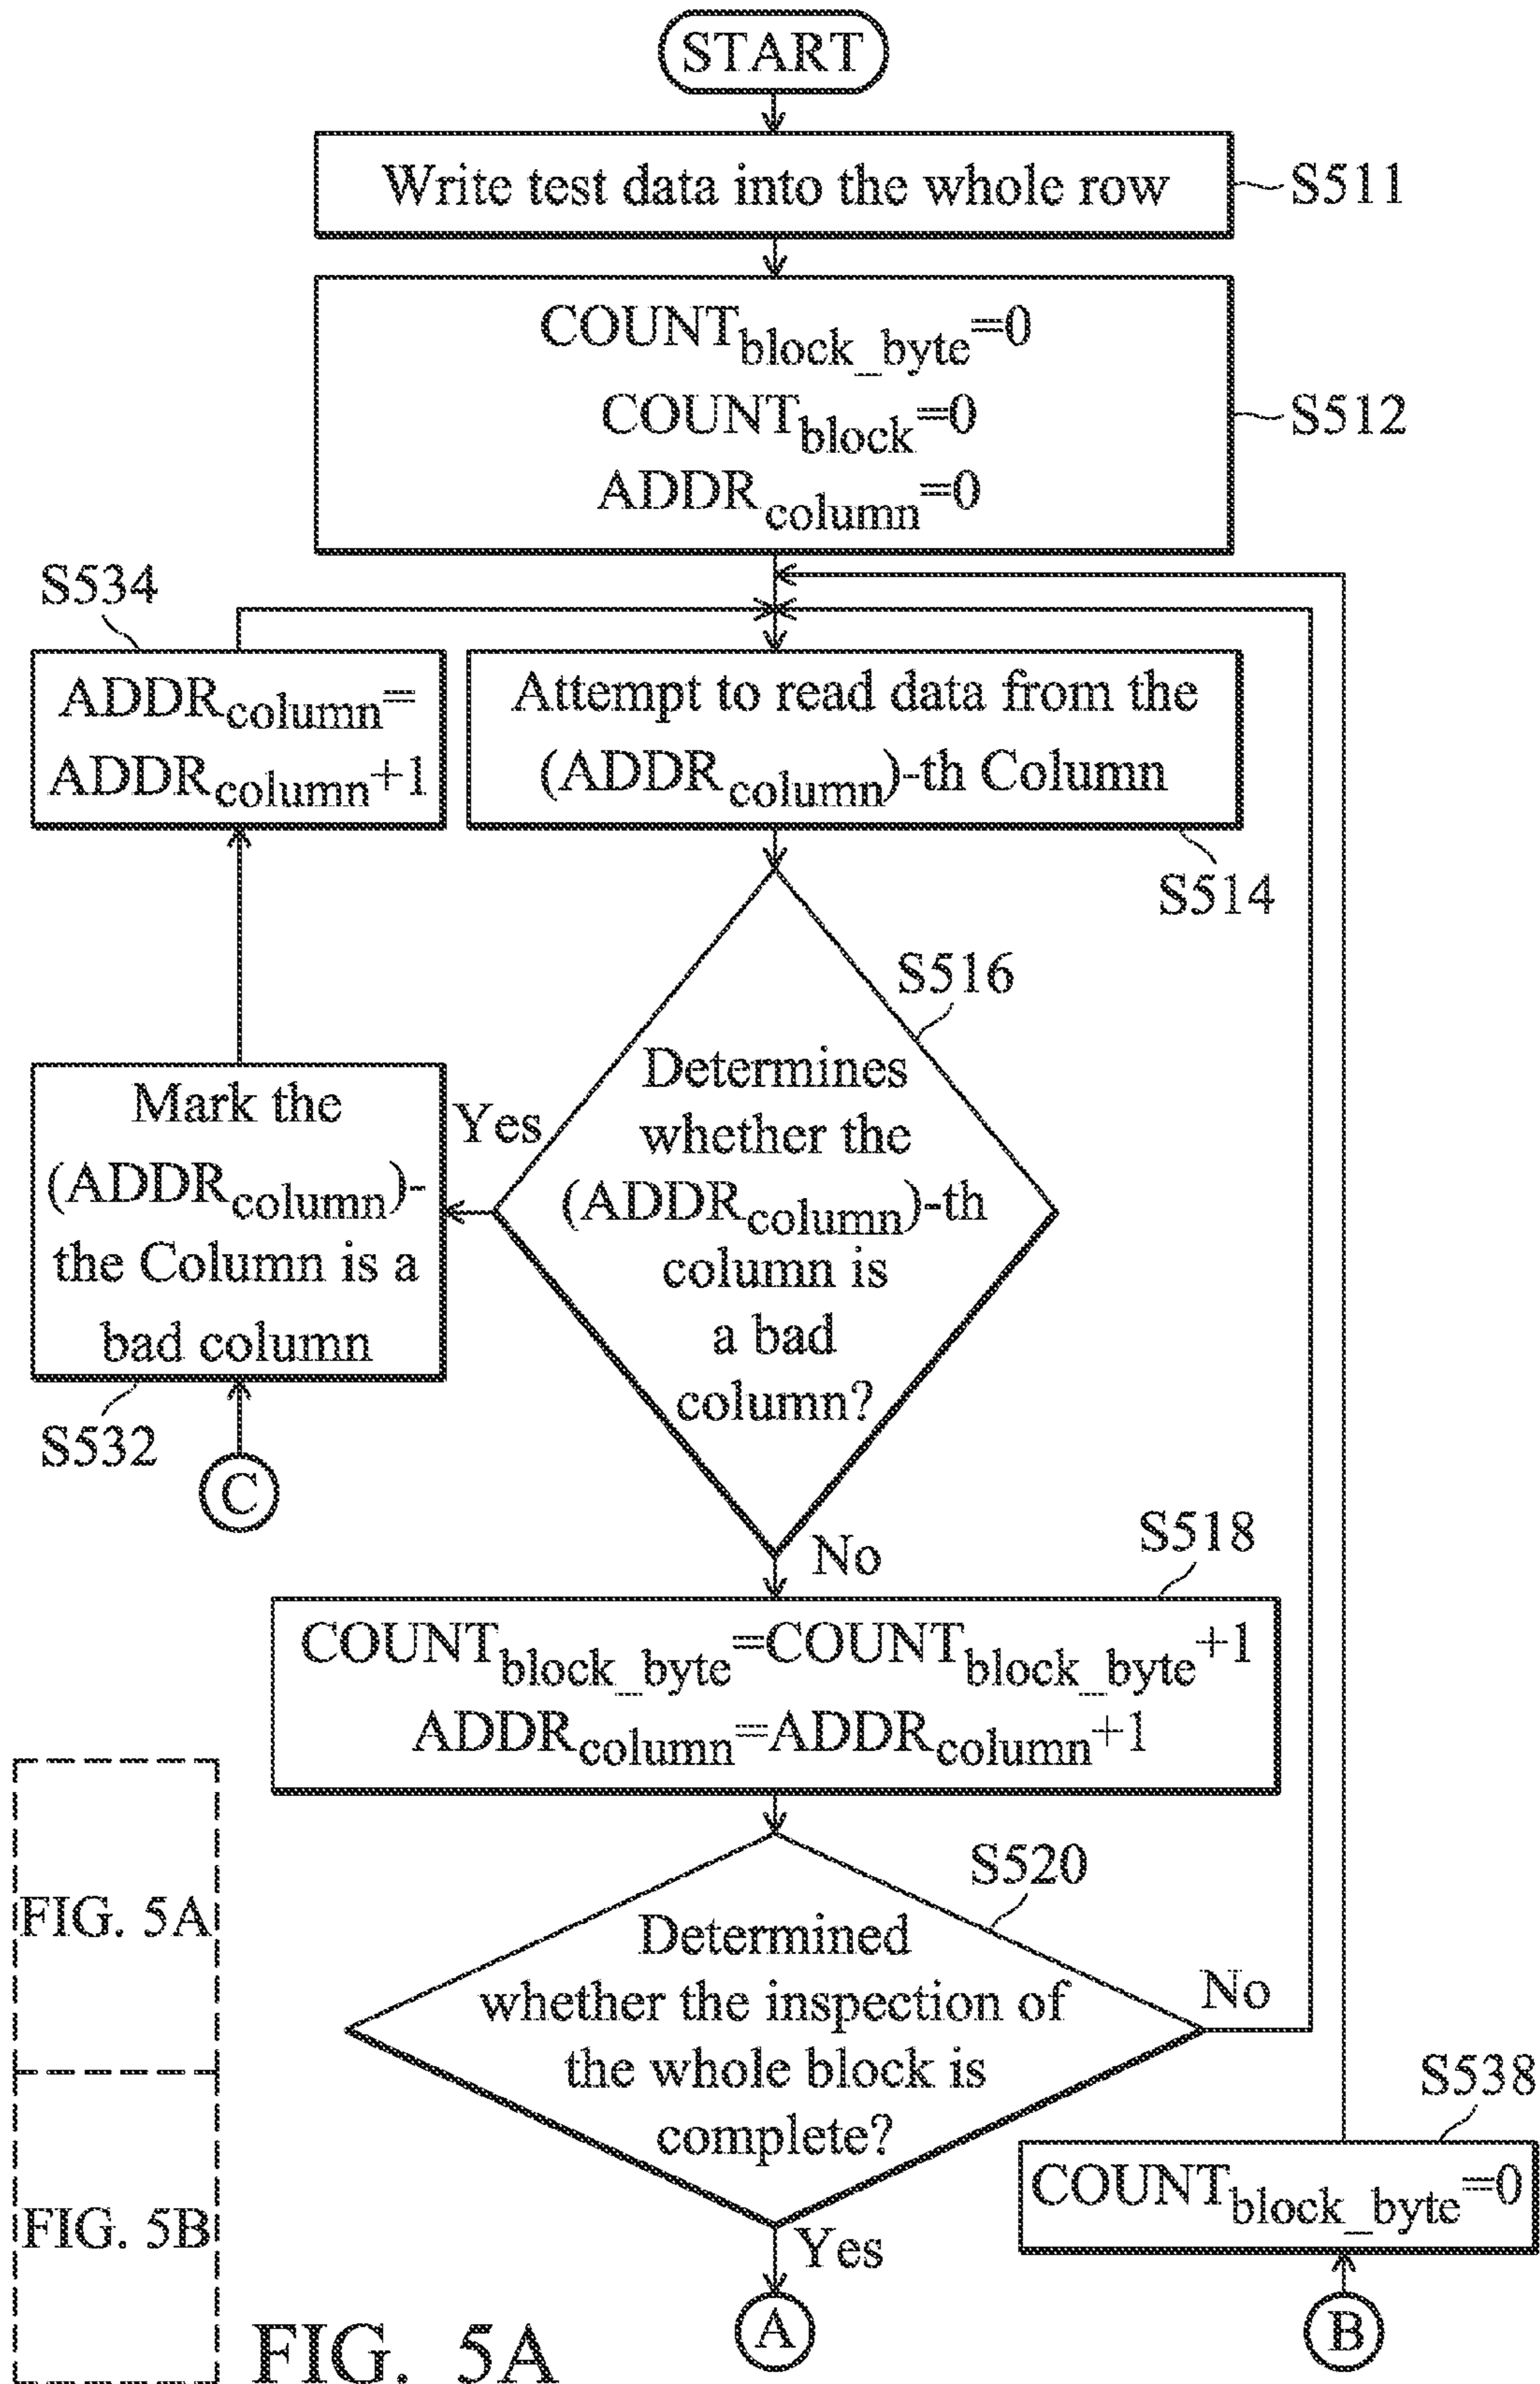 START
Write test data into the whole row
S511
COUNTblock_byte=0
COUNTblock=0
ADDRcolumn=0
S512
S534
ADDRcolumn=
ADDRcolumn+1
Attempt to read data from the
(ADDRcolumn)-th Column
S514
S516
Determines
whether the
(ADDRcolumn)-th
column is
a bad
column?
Yes
Mark the
(ADDRcolumn)-
the Column is a
bad column
S532
C
No
S518
COUNTblock_byte=COUNTblock_byte+1
ADDRcolumn=ADDRcolumn+1
S520
Determined
whether the inspection of
the whole block is
complete?
No
S538
COUNTblock_byte=0
Yes
A
B
FIG. 5A
FIG. 5B
FIG. 5A